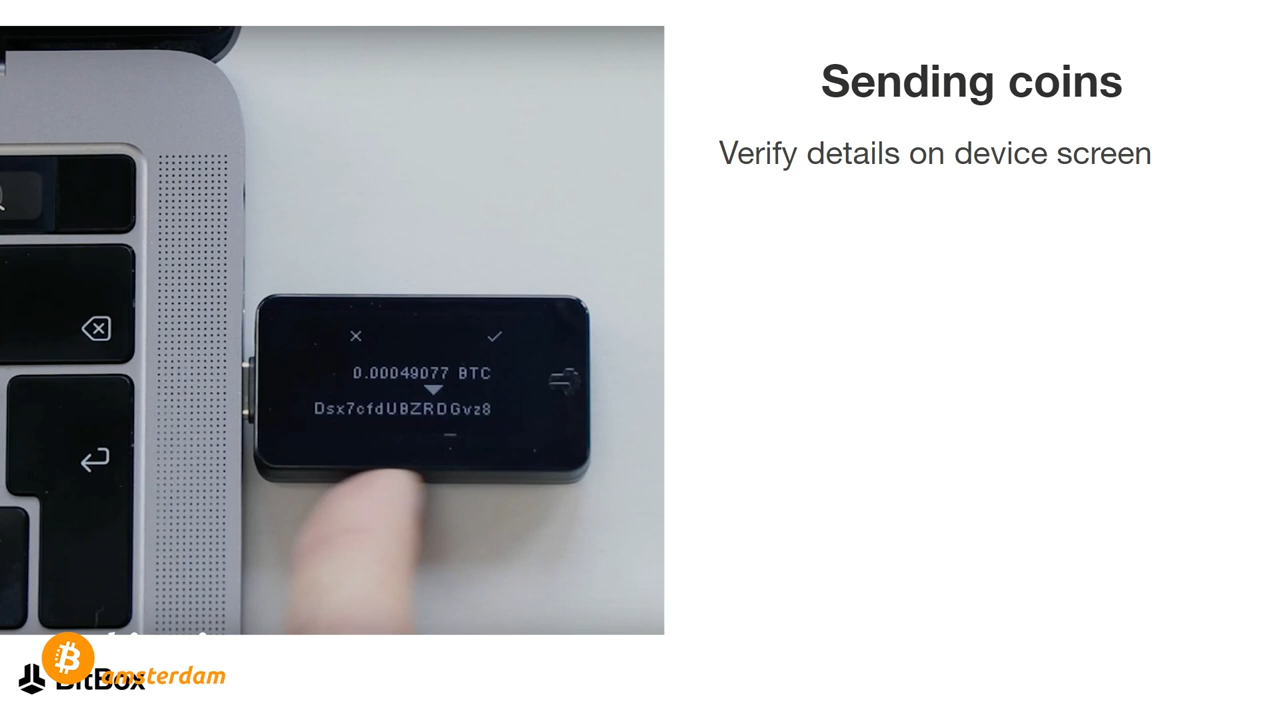 Sending coins
Verify details on device screen
0.00049077 BTC
Dsx7cfdUBZRDGvz8
BitBox
amsterdam